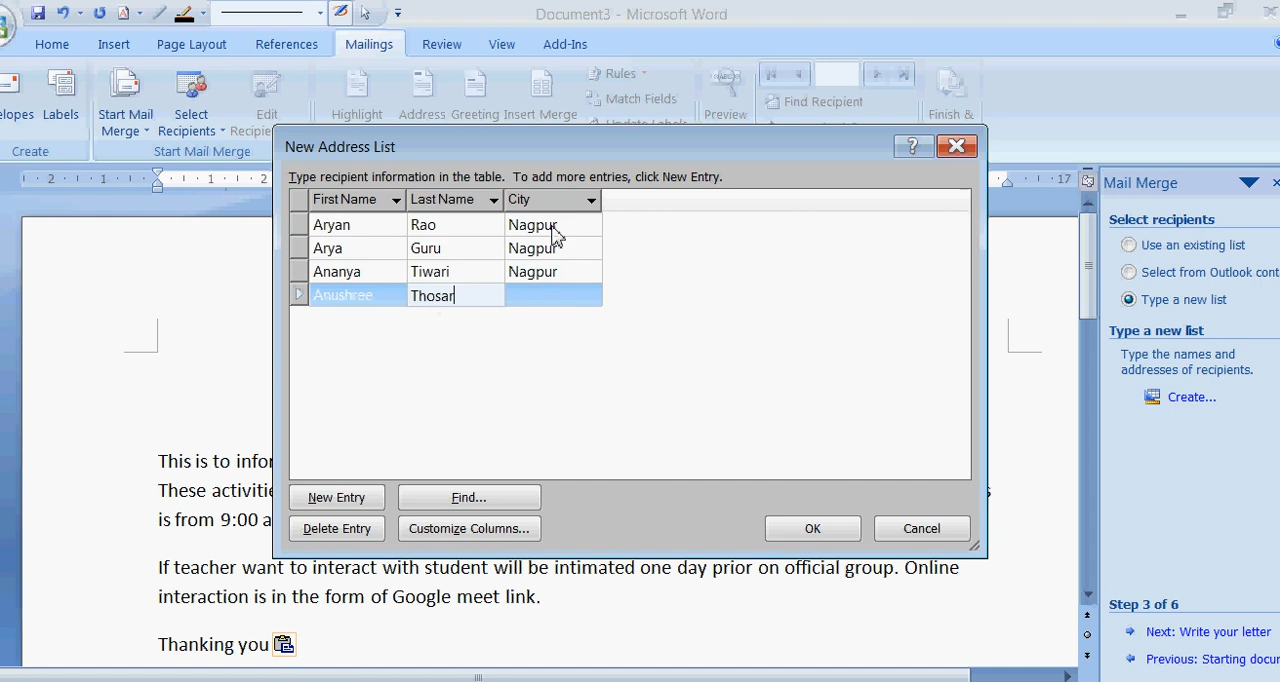 Document3 - Microsoft Word
Home Insert Page Layout References Mailings View Review Add-Ins
elopes Labels Start Mail Merge Select Recipients Edit Recipie Highlight Address Greeting Insert Merge Rules Match Fields Update Labels Preview Find Recipient Finish &
Create Start Mail Merge
2 1 1 2 17
New Address List
Type recipient information in the table. To add more entries, click New Entry.
First Name Last Name City
Aryan Rao Nagpur
Arya Guru Nagpur
Ananya Tiwari Nagpur
Anushree Thosar
New Entry Find...
Delete Entry Customize Columns... OK Cancel
This is to infor
These activitie s
is from 9:00 a
If teacher want to interact with student will be intimated one day prior on official group. Online
interaction is in the form of Google meet link.
Thanking you
Mail Merge
Select recipients
Use an existing list
Select from Outlook cont
Type a new list
Type a new list
Type the names and
addresses of recipients.
Create...
Step 3 of 6
Next: Write your letter
Previous: Starting docu